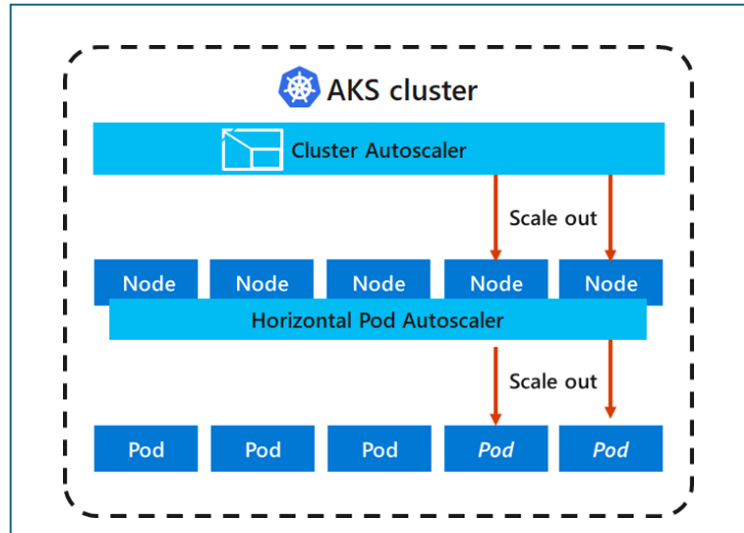 AKS cluster
Cluster Autoscaler
Scale out
Node Node Node Node Node
Horizontal Pod Autoscaler
Scale out
Pod Pod Pod Pod Pod